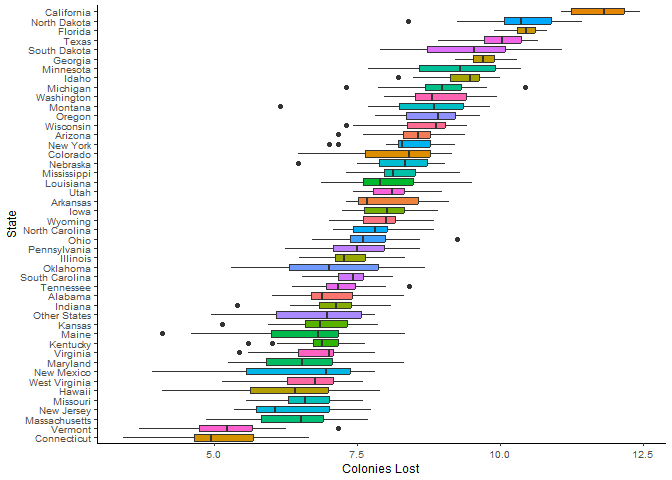 California
North Dakota
Florida
Texas
South Dakota
Georgia
Minnesota
Idaho
Michigan
Washington
Montana
Oregon
Wisconsin
Arizona
New York
Colorado
Nebraska
Mississippi
Louisiana
Utah
Arkansas
Iowa
Wyoming
North Carolina
Ohio
Pennsylvania
Illinois
Oklahoma
South Carolina
Tennessee
Alabama
Indiana
Other States
Kansas
Maine
Kentucky
Virginia
Maryland
New Mexico
West Virginia
Hawaii
Missouri
New Jersey
Massachusetts
Vermont
Connecticut
State
5.0 7.5 10.0 12.5
Colonies Lost